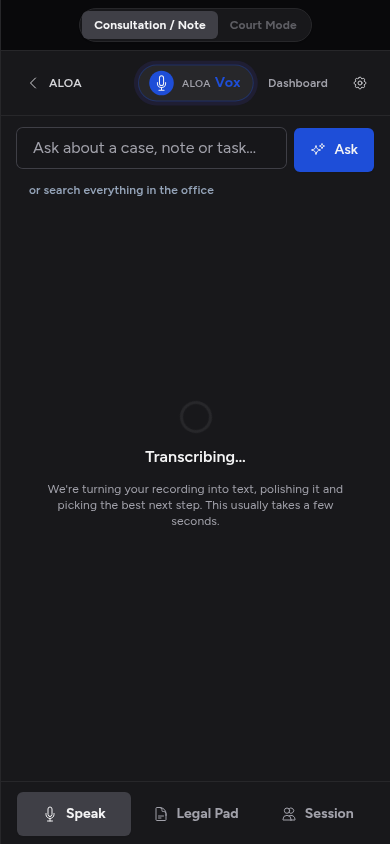 Consultation / Note Court Mode
ALOA ALOA Vox Dashboard
Ask about a case, note or task... Ask
or search everything in the office
Transcribing...
We're turning your recording into text, polishing it and
picking the best next step. This usually takes a few
seconds.
Speak Legal Pad Session